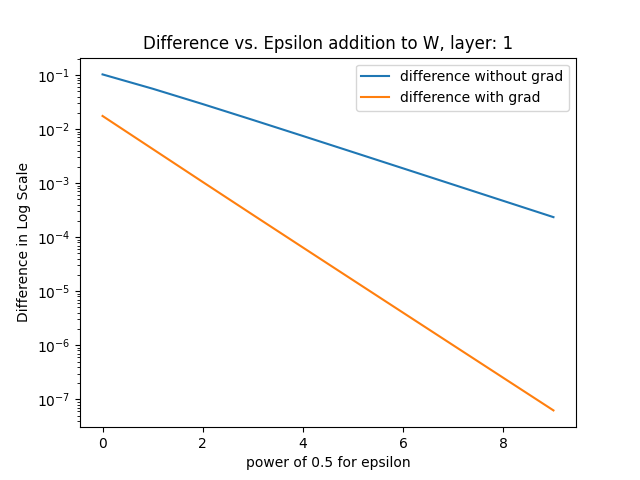 Difference vs. Epsilon addition to W, layer: 1
difference without grad
difference with grad
10⁻¹
10⁻²
10⁻³
10⁻⁴
10⁻⁵
10⁻⁶
10⁻⁷
Difference in Log Scale
0 2 4 6 8
power of 0.5 for epsilon